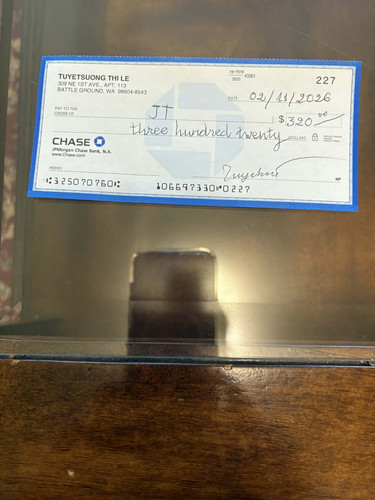 TUYETSUONG THI LE
309 NE 1ST AVE., APT. 113
BATTLE GROUND, WA 98604-8543
227
DATE 02/11/2026
PAY TO THE
ORDER OF JT
$ 320 00
three hundred twenty DOLLARS
CHASE
JPMorgan Chase Bank, N.A.
www.Chase.com
MEMO
MP
⑆325070760⑆ ⑈066973300227